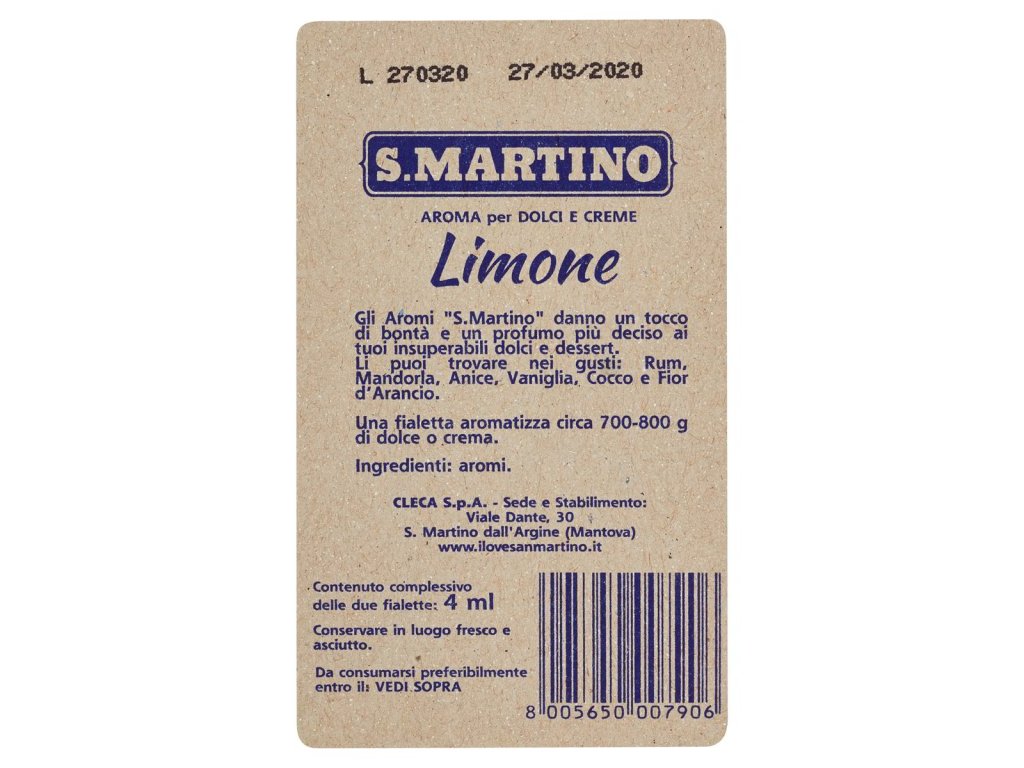 L 270320 27/03/2020
S.MARTINO
AROMA per DOLCI E CREME
Limone
Gli Aromi "S.Martino" danno un tocco
di bontà e un profumo più deciso ai
tuoi insuperabili dolci e dessert.
Li puoi trovare nei gusti: Rum,
Mandorla, Anice, Vaniglia, Cocco e Fior
d'Arancio.
Una fialetta aromatizza circa 700-800 g
di dolce o crema.
Ingredienti: aromi.
CLECA S.p.A. - Sede e Stabilimento:
Viale Dante, 30
S. Martino dall'Argine (Mantova)
www.ilovesanmartino.it
Contenuto complessivo
delle due fialette: 4 ml
Conservare in luogo fresco e
asciutto.
Da consumarsi preferibilmente
entro il: VEDI SOPRA
8 005650 007906